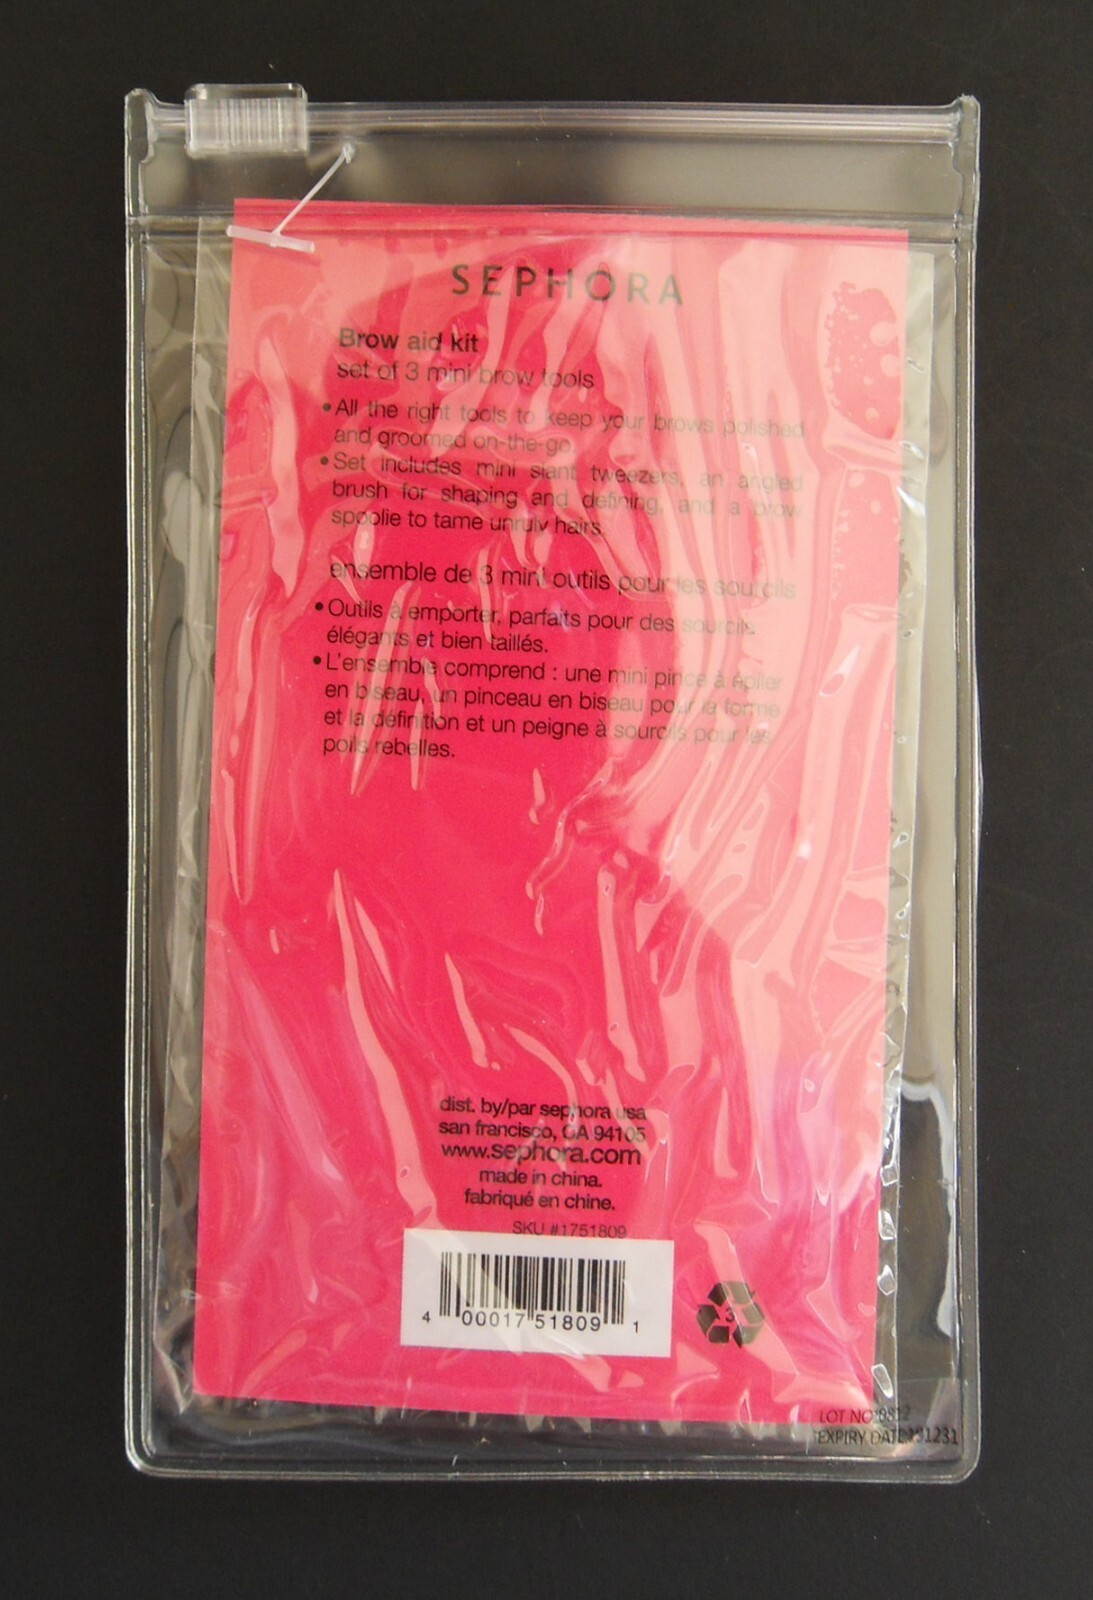 SEPHORA
Brow aid kit
set of 3 mini brow tools
• All the right tools to keep your brows polished
and groomed on-the-go.
• Set includes mini slant tweezers, an angled
brush for shaping and defining, and a brow
spoolie to tame unruly hairs.
ensemble de 3 mini outils pour les sourcils
• Outils à emporter, parfaits pour des sourcils
élégants et bien taillés.
• L'ensemble comprend : une mini pince à épiler
en biseau, un pinceau en biseau pour la forme
et la définition et un peigne à sourcils pour les
poils rebelles.
dist. by/par sephora usa
san francisco, CA 94105
www.sephora.com
made in china.
fabriqué en chine.
SKU #1751809
4 00017 51809 1
3
LOT NO
EXPIRY DATE